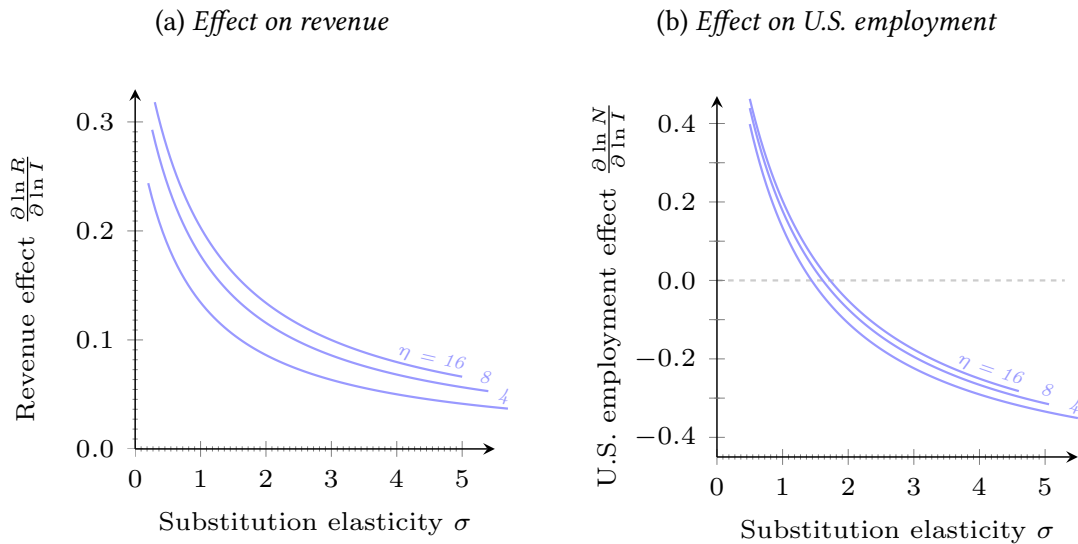 (a) Effect on revenue
Revenue effect ∂ ln R / ∂ ln I
0.3
0.2
0.1
0.0
η = 16
8
4
0 1 2 3 4 5
Substitution elasticity σ
(b) Effect on U.S. employment
U.S. employment effect ∂ ln N / ∂ ln I
0.4
0.2
0.0
−0.2
−0.4
η = 16
8
4
0 1 2 3 4 5
Substitution elasticity σ